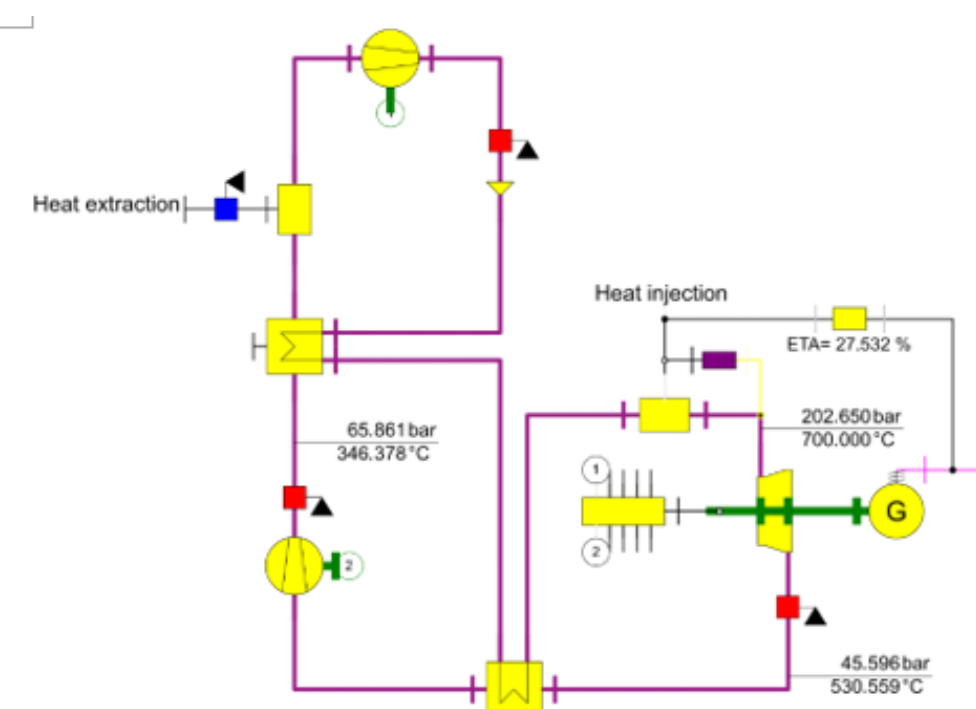 Heat extraction
Heat injection
ETA= 27.532 %
202.650 bar
700.000 °C
65.861 bar
346.378 °C
1
G
2
2
45.596 bar
530.559 °C